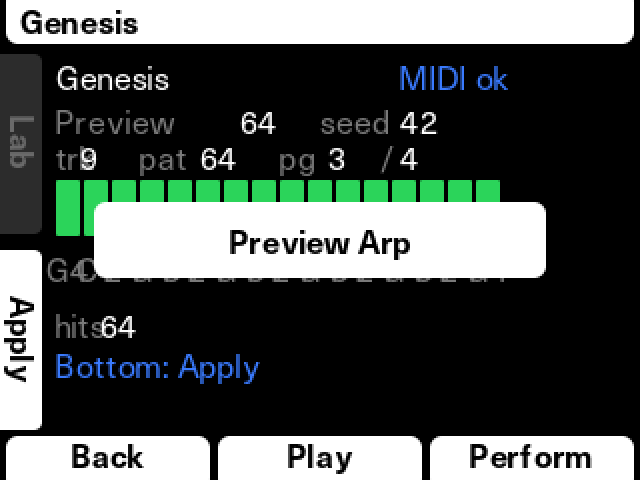 Genesis
Genesis MIDI ok
Preview 64 seed 42
9 pat 64 pg 3 / 4
Preview Arp
hits 64
Bottom: Apply
Lab
Apply
Back Play Perform